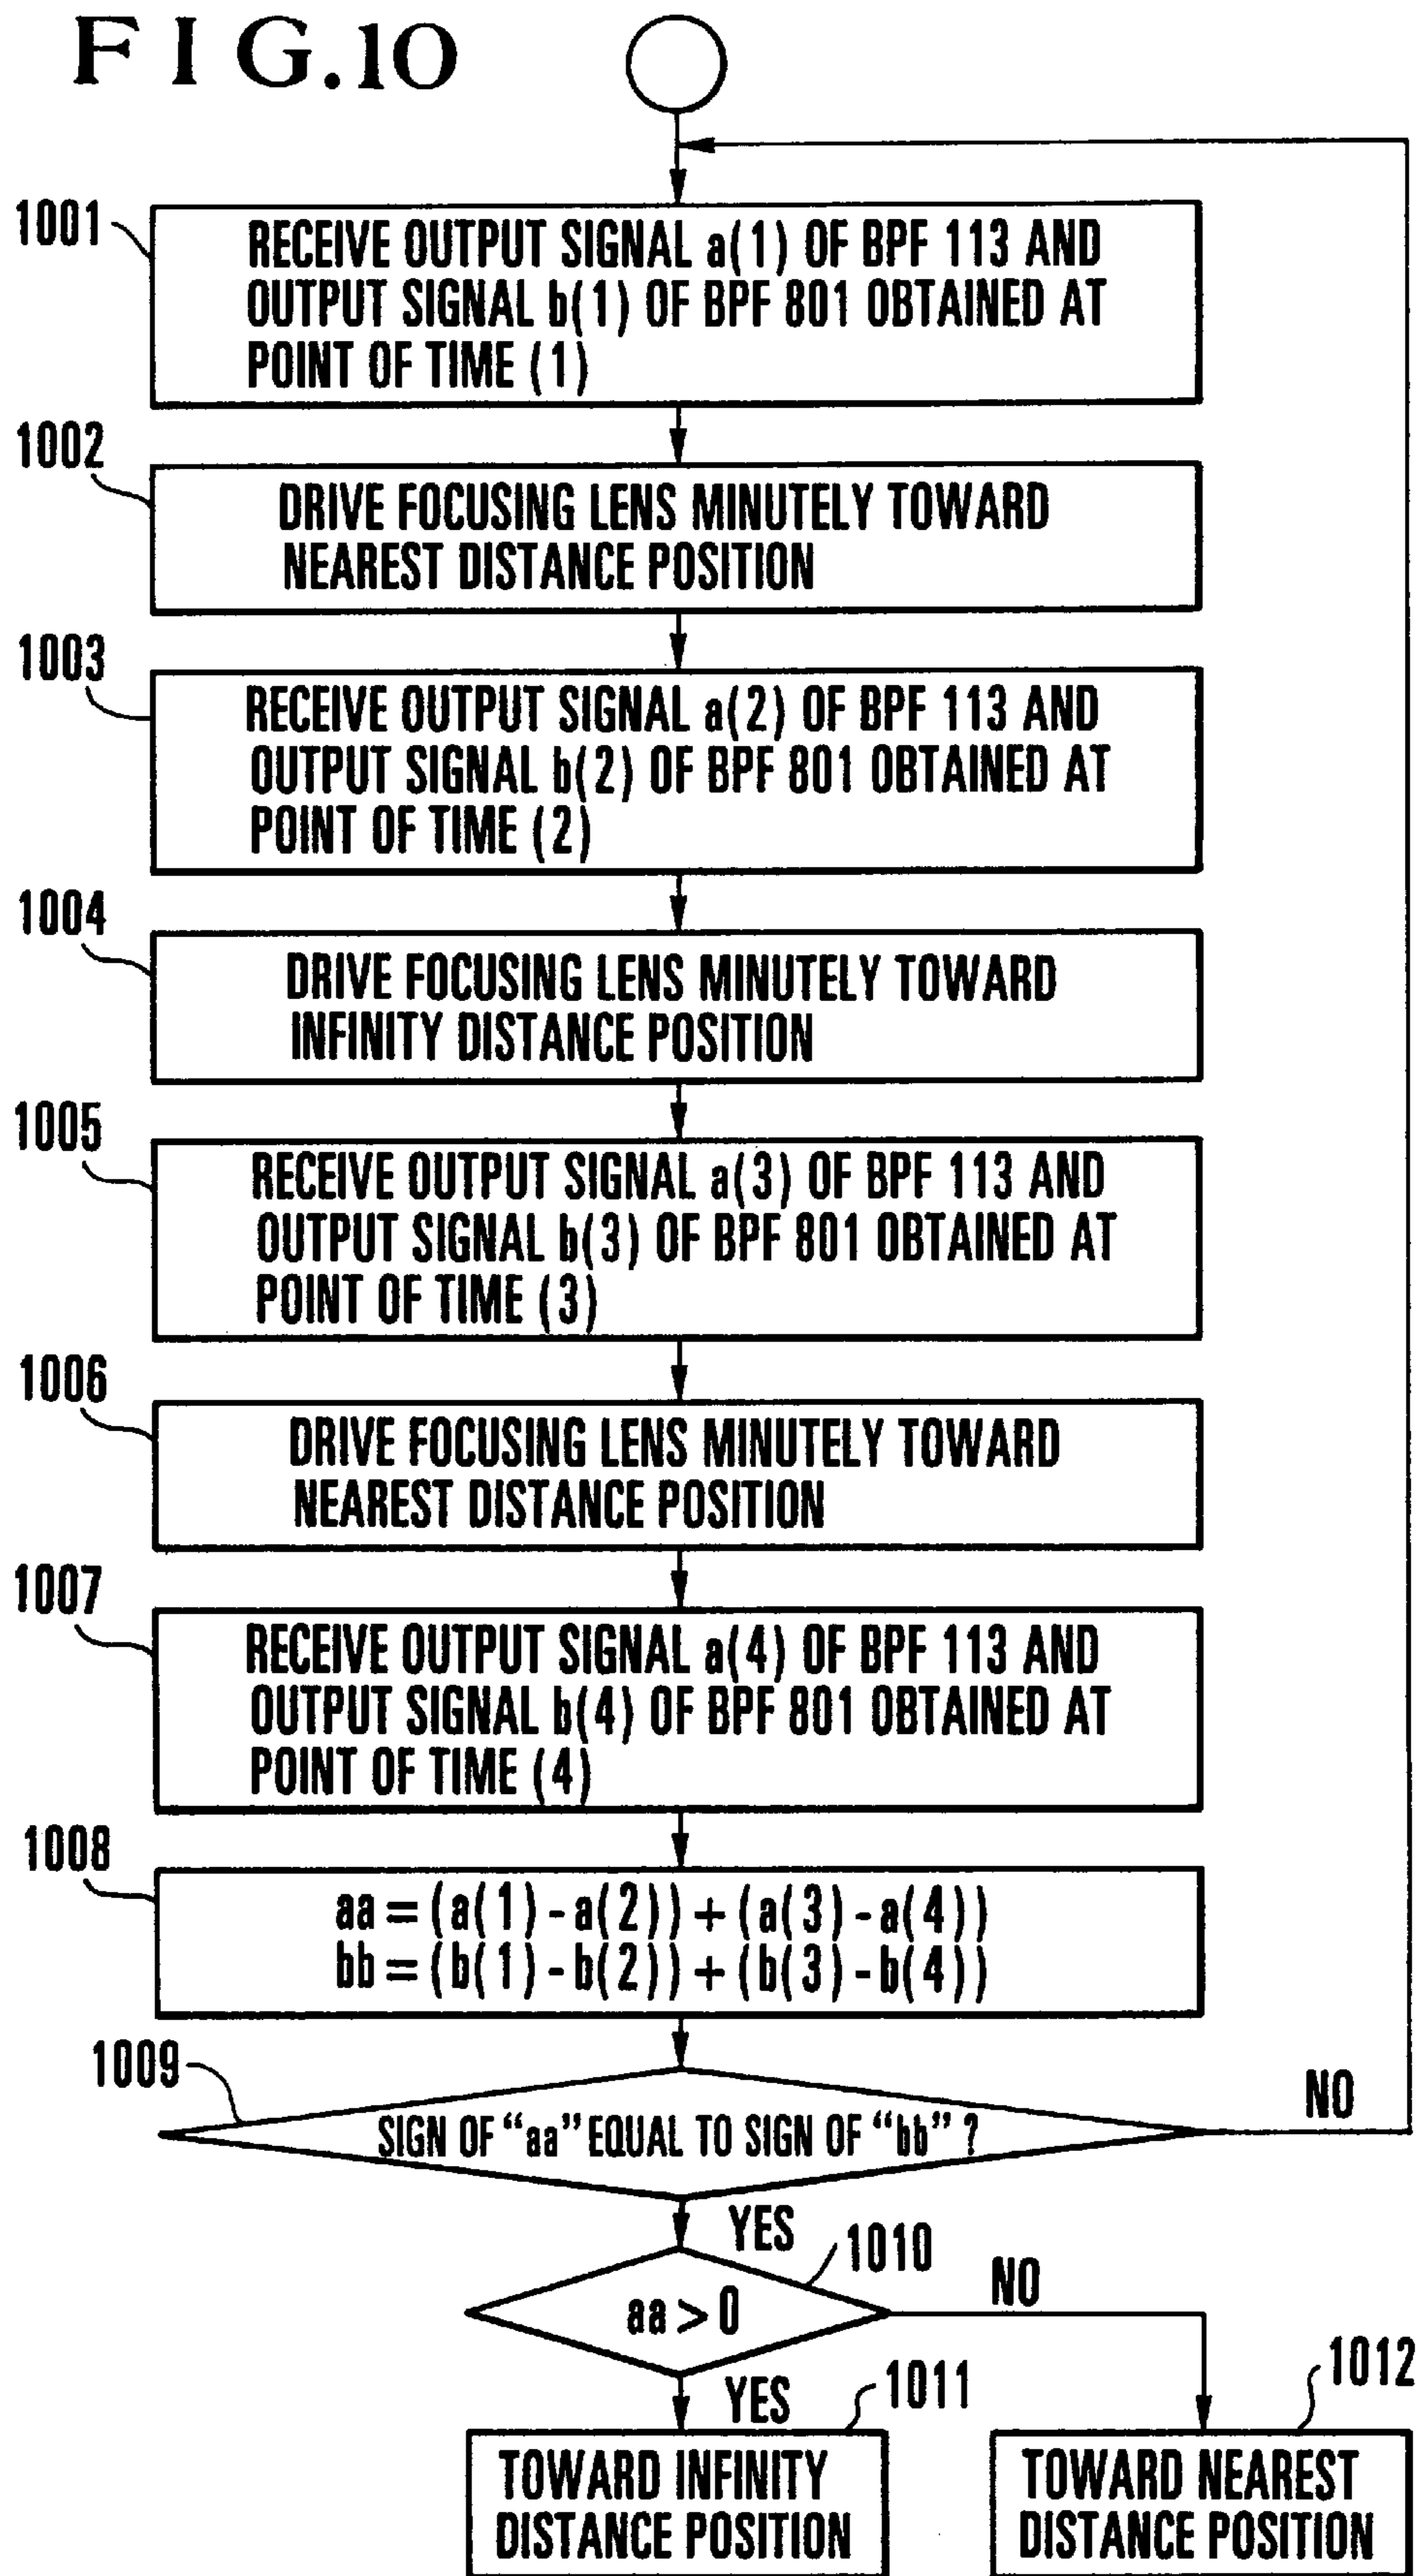 FIG.10
1001
RECEIVE OUTPUT SIGNAL a(1) OF BPF 113 AND
OUTPUT SIGNAL b(1) OF BPF 801 OBTAINED AT
POINT OF TIME (1)
1002
DRIVE FOCUSING LENS MINUTELY TOWARD
NEAREST DISTANCE POSITION
1003
RECEIVE OUTPUT SIGNAL a(2) OF BPF 113 AND
OUTPUT SIGNAL b(2) OF BPF 801 OBTAINED AT
POINT OF TIME (2)
1004
DRIVE FOCUSING LENS MINUTELY TOWARD
INFINITY DISTANCE POSITION
1005
RECEIVE OUTPUT SIGNAL a(3) OF BPF 113 AND
OUTPUT SIGNAL b(3) OF BPF 801 OBTAINED AT
POINT OF TIME (3)
1006
DRIVE FOCUSING LENS MINUTELY TOWARD
NEAREST DISTANCE POSITION
1007
RECEIVE OUTPUT SIGNAL a(4) OF BPF 113 AND
OUTPUT SIGNAL b(4) OF BPF 801 OBTAINED AT
POINT OF TIME (4)
1008
aa = (a(1) - a(2)) + (a(3) - a(4))
bb = (b(1) - b(2)) + (b(3) - b(4))
1009
SIGN OF “aa” EQUAL TO SIGN OF “bb” ?
NO
YES
1010
aa > 0
NO
YES
1011
TOWARD INFINITY
DISTANCE POSITION
1012
TOWARD NEAREST
DISTANCE POSITION